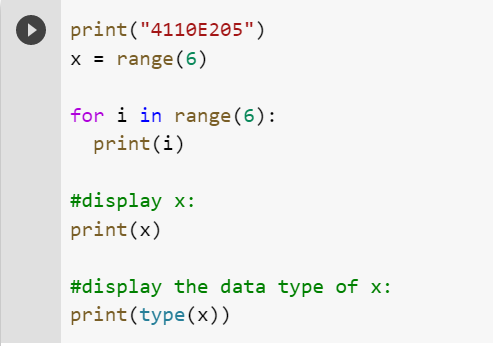 print("4110E205")
x = range(6)
for i in range(6):
  print(i)
#display x:
print(x)
#display the data type of x:
print(type(x))